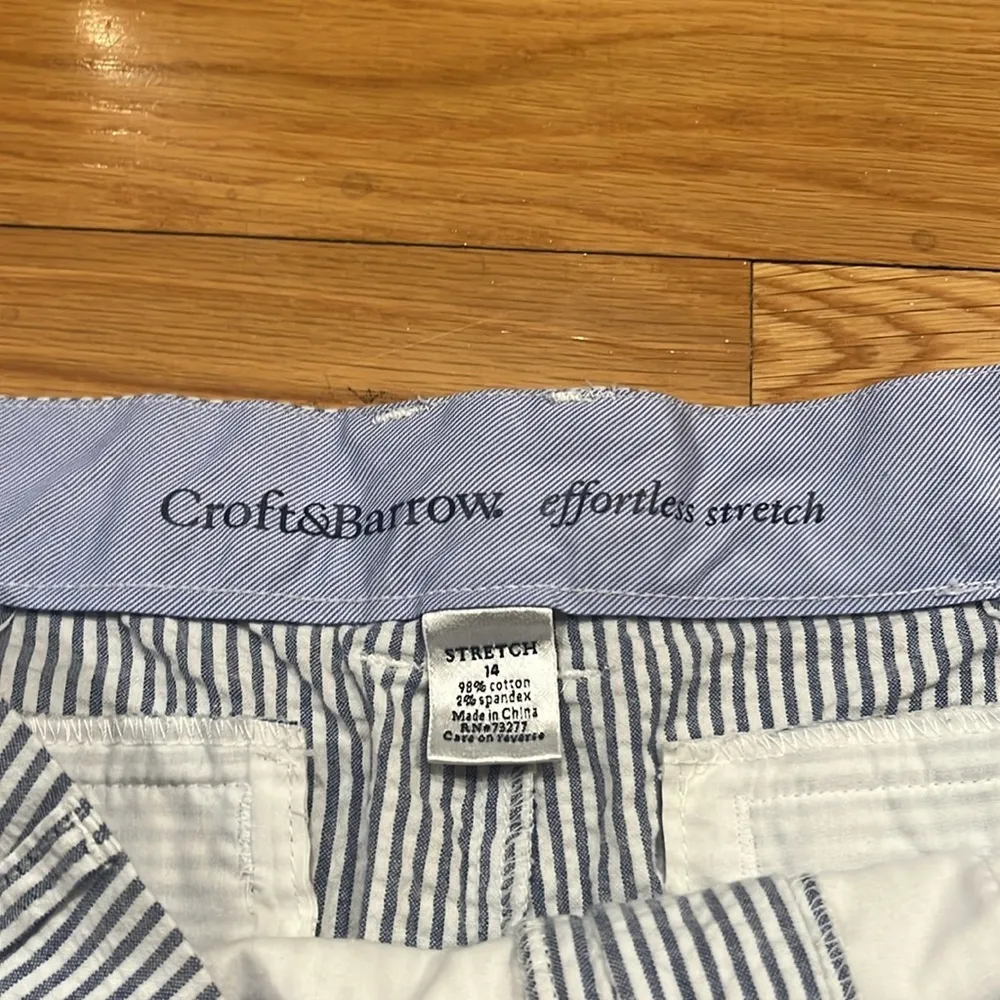 Croft&Barrow. effortless stretch
STRETCH
14
98% cotton
2% spandex
Made in China
RN#73277
Care on reverse